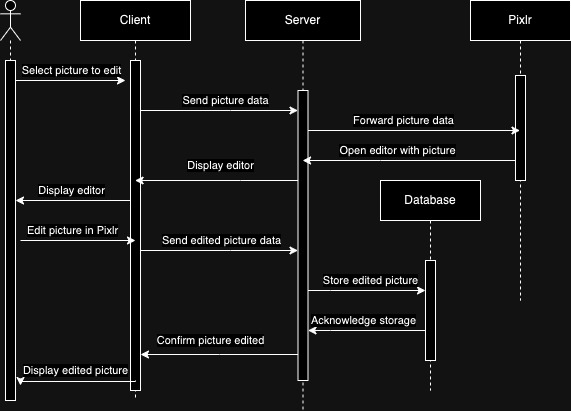 Client
Server
Pixlr
Select picture to edit
Send picture data
Forward picture data
Open editor with picture
Display editor
Display editor
Database
Edit picture in Pixlr
Send edited picture data
Store edited picture
Acknowledge storage
Confirm picture edited
Display edited picture